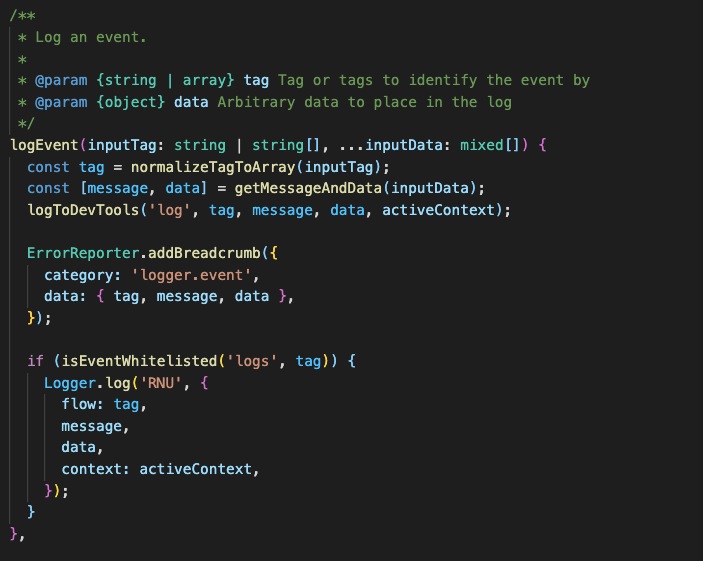 /**
 * Log an event.
 *
 * @param {string | array} tag Tag or tags to identify the event by
 * @param {object} data Arbitrary data to place in the log
 */
logEvent(inputTag: string | string[], ...inputData: mixed[]) {
  const tag = normalizeTagToArray(inputTag);
  const [message, data] = getMessageAndData(inputData);
  logToDevTools('log', tag, message, data, activeContext);

  ErrorReporter.addBreadcrumb({
    category: 'logger.event',
    data: { tag, message, data },
  });

  if (isEventWhitelisted('logs', tag)) {
    Logger.log('RNU', {
      flow: tag,
      message,
      data,
      context: activeContext,
    });
  }
},